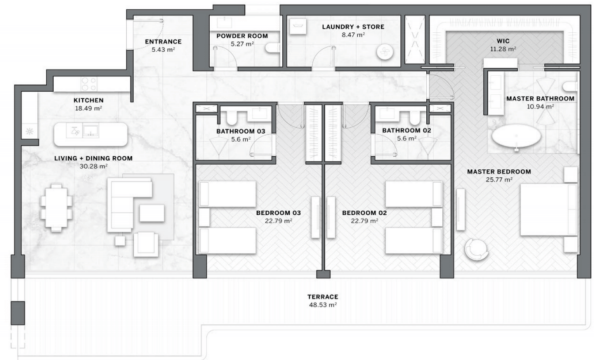 ENTRANCE
5.43 m²
POWDER ROOM
5.27 m²
LAUNDRY + STORE
8.47 m²
WIC
11.28 m²
KITCHEN
18.49 m²
MASTER BATHROOM
10.94 m²
BATHROOM 03
5.6 m²
BATHROOM 02
5.6 m²
LIVING + DINING ROOM
30.28 m²
MASTER BEDROOM
25.77 m²
BEDROOM 03
22.79 m²
BEDROOM 02
22.79 m²
TERRACE
48.53 m²